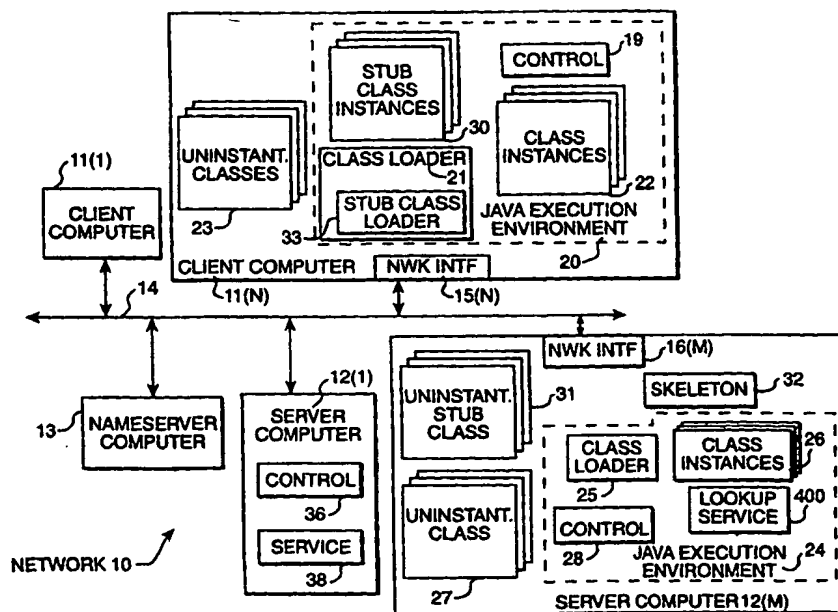 19
CONTROL
STUB
CLASS
INSTANCES
30
CLASS
INSTANCES
22
UNINSTANT.
CLASSES
23
CLASS LOADER
21
STUB CLASS
LOADER
33
JAVA EXECUTION
ENVIRONMENT
20
11(1)
CLIENT
COMPUTER
CLIENT COMPUTER
NWK INTF
11(N)
15(N)
14
NWK INTF
16(M)
12(1)
13
NAMESERVER
COMPUTER
SERVER
COMPUTER
CONTROL
36
SERVICE
38
UNINSTANT.
STUB
CLASS
31
SKELETON
32
CLASS
LOADER
25
CLASS
INSTANCES
26
LOOKUP
SERVICE
400
UNINSTANT.
CLASS
27
CONTROL
28
JAVA EXECUTION
ENVIRONMENT
24
NETWORK 10
SERVER COMPUTER 12(M)